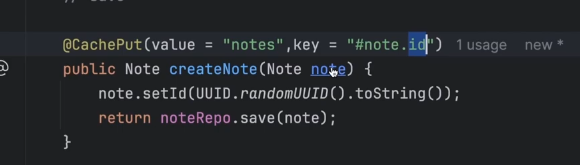 @CachePut(value = "notes",key = "#note.id") 1 usage new *
public Note createNote(Note note) {
note.setId(UUID.randomUUID().toString());
return noteRepo.save(note);
}